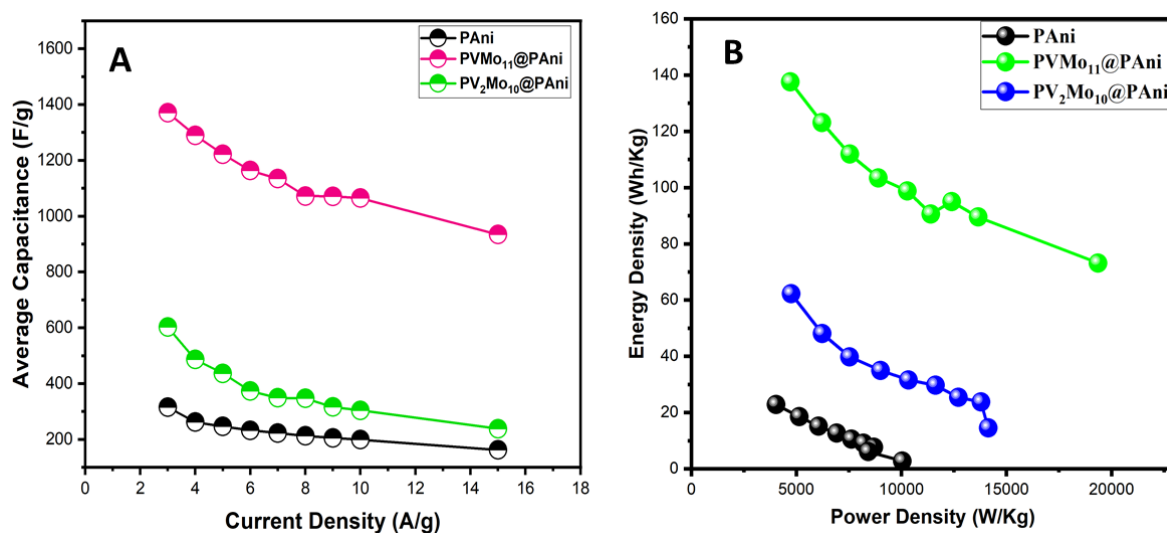 A
PAni
PVMo₁₁@PAni
PV₂Mo₁₀@PAni
1600
1400
1200
1000
800
600
400
200
Average Capacitance (F/g)
0 2 4 6 8 10 12 14 16 18
Current Density (A/g)
B
PAni
PVMo₁₁@PAni
PV₂Mo₁₀@PAni
160
140
120
100
80
60
40
20
0
Energy Density (Wh/Kg)
5000 10000 15000 20000
Power Density (W/Kg)